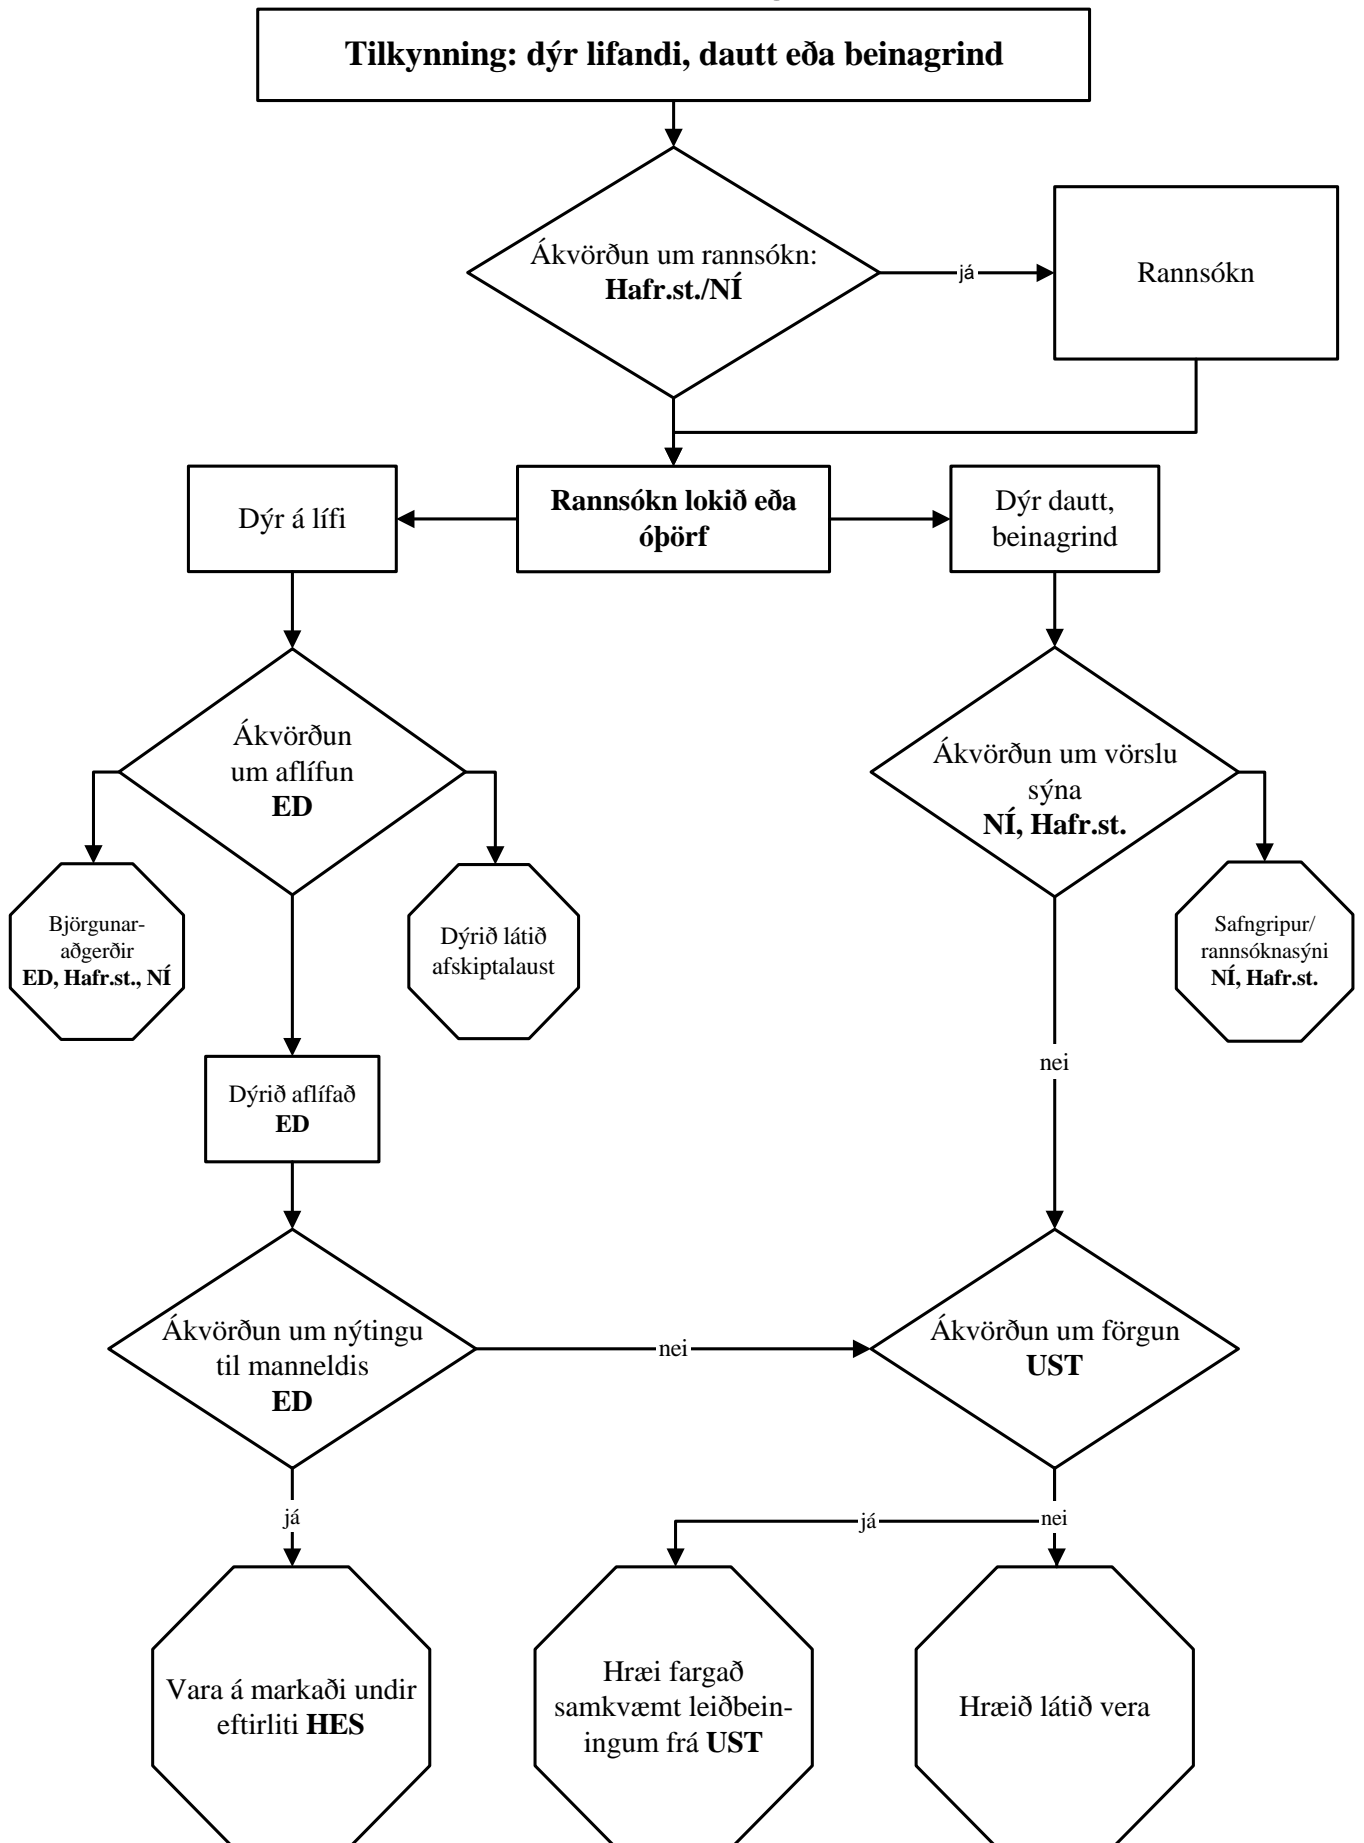 Tilkynning: dýr lifandi, dautt eða beinagrind
Ákvörðun um rannsókn:
Hafr.st./NÍ
já
Rannsókn
Dýr á lífi
Rannsókn lokið eða
óþörf
Dýr dautt,
beinagrind
Ákvörðun
um aflífun
ED
Ákvörðun um vörslu
sýna
NÍ, Hafr.st.
Björgunar-
aðgerðir
ED, Hafr.st., NÍ
Dýrið látið
afskiptalaust
Safngripur/
rannsóknasýni
NÍ, Hafr.st.
nei
Dýrið aflífað
ED
Ákvörðun um nýtingu
til manneldis
ED
nei
Ákvörðun um förgun
UST
já
já
nei
Vara á markaði undir
eftirliti HES
Hræi fargað
samkvæmt leiðbein-
ingum frá UST
Hræið látið vera